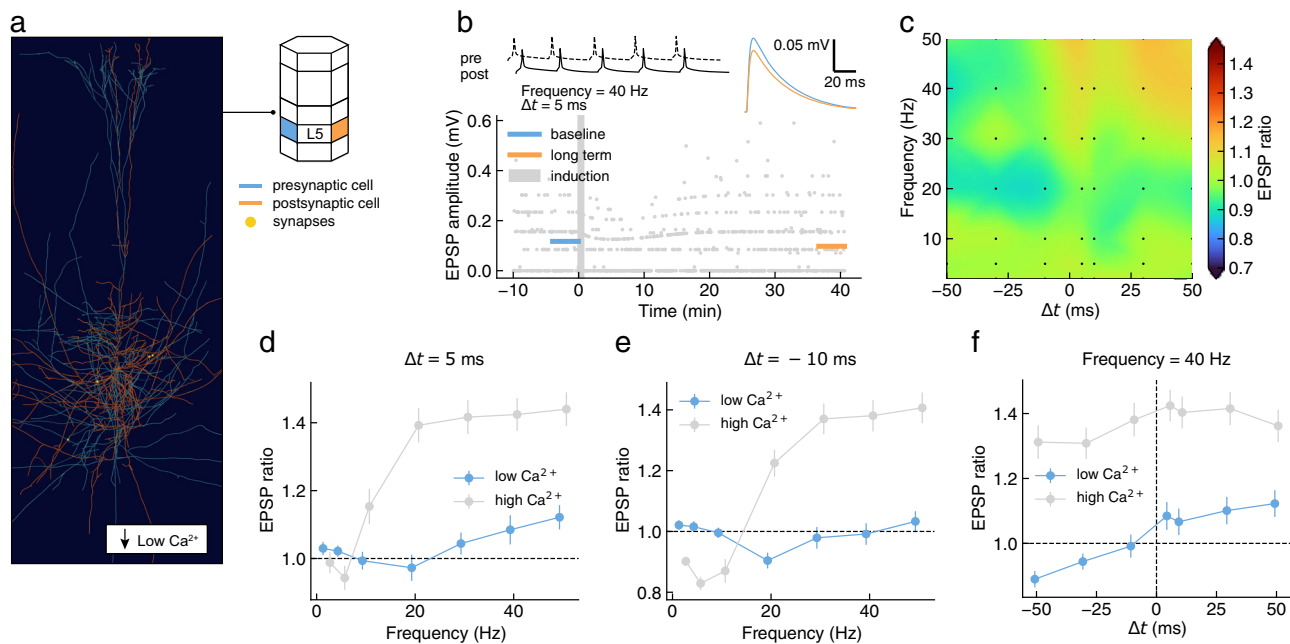 a
L5
presynaptic cell
postsynaptic cell
synapses
↓ Low Ca²⁺
b
pre
post
0.05 mV
20 ms
Frequency = 40 Hz
Δt = 5 ms
baseline
long term
induction
EPSP amplitude (mV)
0.6
0.4
0.2
0.0
−10 0 10 20 30 40
Time (min)
c
Frequency (Hz)
50
40
30
20
10
−50 −25 0 25 50
Δt (ms)
1.4
1.3
1.2
1.1
1.0
0.9
0.8
0.7
EPSP ratio
d
Δt = 5 ms
EPSP ratio
1.4
1.2
1.0
low Ca²⁺
high Ca²⁺
0 20 40
Frequency (Hz)
e
Δt = − 10 ms
EPSP ratio
1.4
1.2
1.0
0.8
low Ca²⁺
high Ca²⁺
0 20 40
Frequency (Hz)
f
Frequency = 40 Hz
EPSP ratio
1.4
1.2
1.0
low Ca²⁺
high Ca²⁺
−50 −25 0 25 50
Δt (ms)